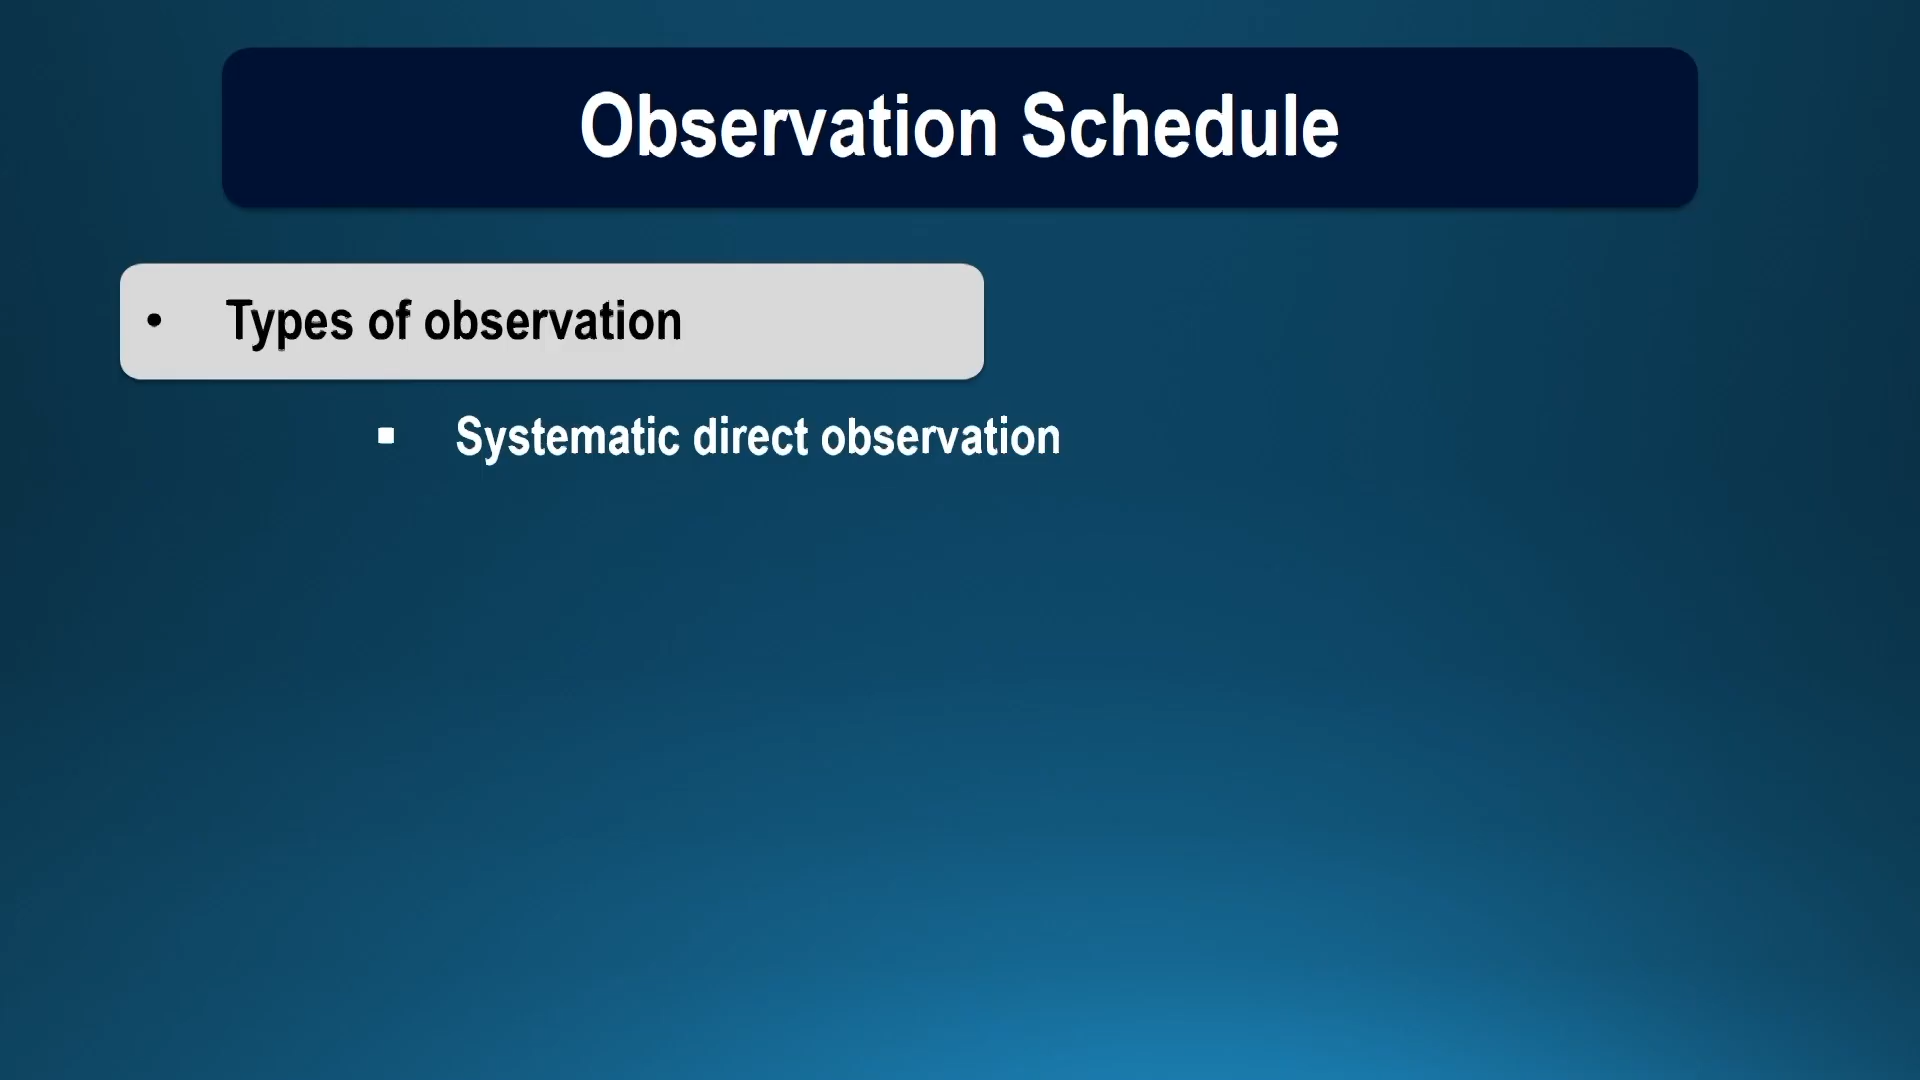 Observation Schedule
• Types of observation
▪ Systematic direct observation